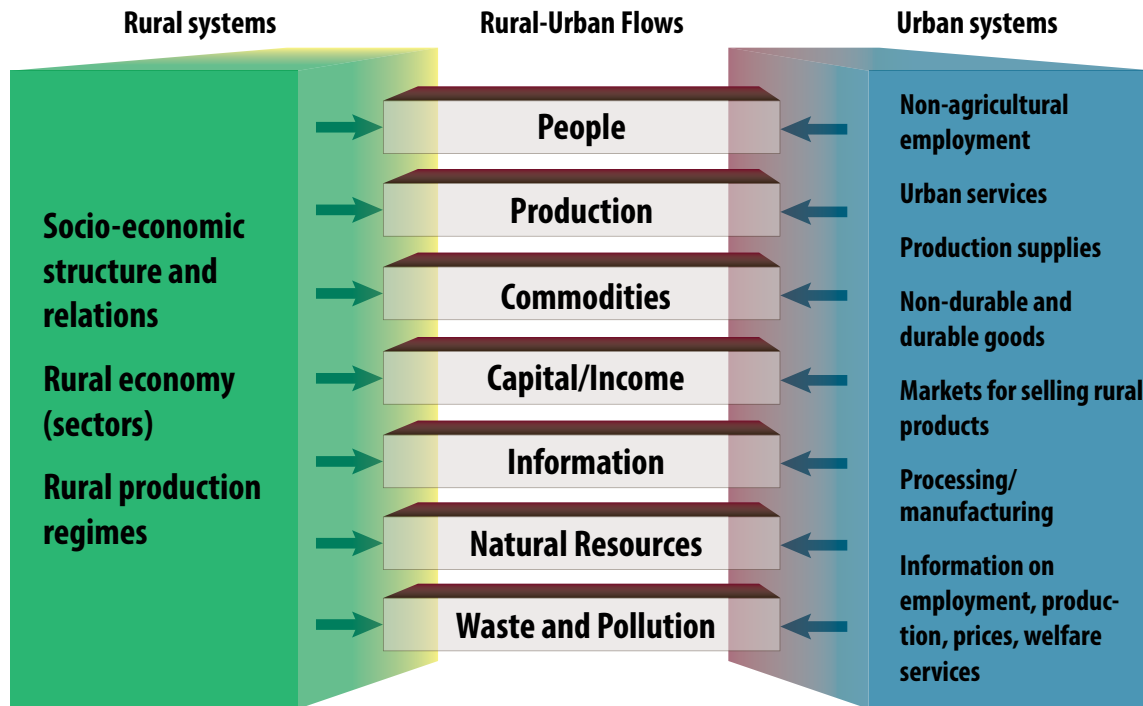 Rural systems
Rural-Urban Flows
Urban systems
Socio-economic
structure and
relations
Rural economy
(sectors)
Rural production
regimes
People
Production
Commodities
Capital/Income
Information
Natural Resources
Waste and Pollution
Non-agricultural
employment
Urban services
Production supplies
Non-durable and
durable goods
Markets for selling rural
products
Processing/
manufacturing
Information on
employment, produc-
tion, prices, welfare
services